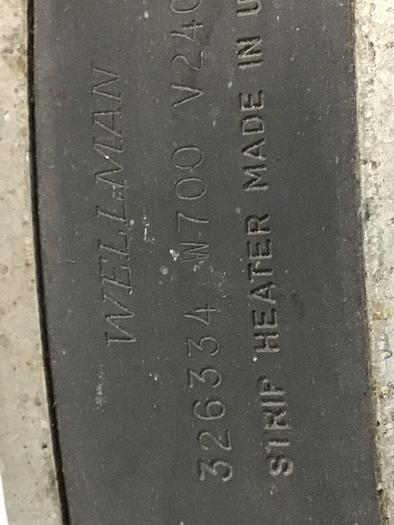 WELLMAN
326334 W700 V240
STRIP HEATER MADE IN U